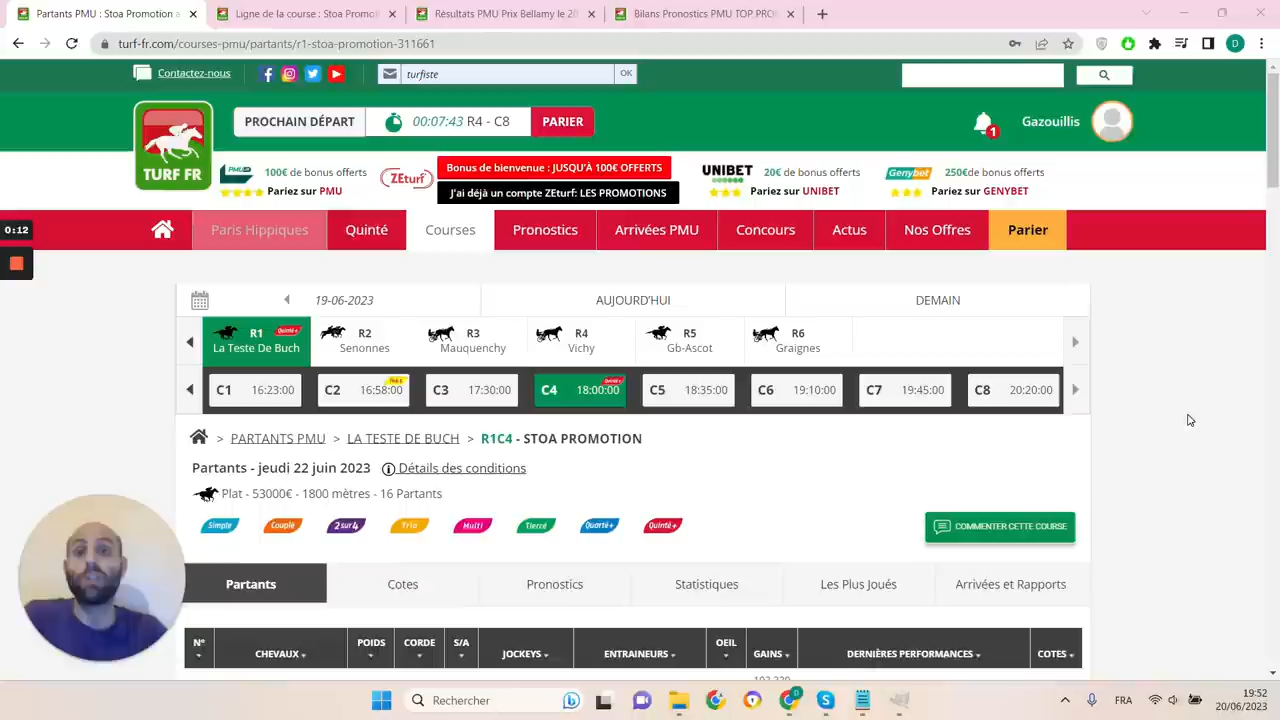 Partants PMU : Stoa Promotion a
Ligne de la course : Stoa Promoti
Résultats PMU Prix Bellamy le 28
Bilans Pronostics PMU TOP PRON
turf-fr.com/courses-pmu/partants/r1-stoa-promotion-311661
D
Contactez-nous
turfiste
OK
TURF FR
PROCHAIN DÉPART
00:07:43 R4 - C8
PARIER
1
Gazouillis
PMU
100€ de bonus offerts
Pariez sur PMU
ZEturf
Bonus de bienvenue : JUSQU'À 100€ OFFERTS
J'ai déjà un compte ZEturf: LES PROMOTIONS
UNIBET
20€ de bonus offerts
Pariez sur UNIBET
Genybet
250€de bonus offerts
Pariez sur GENYBET
0:12
Paris Hippiques
Quinté
Courses
Pronostics
Arrivées PMU
Concours
Actus
Nos Offres
Parier
19-06-2023
AUJOURD'HUI
DEMAIN
R1 Quinté+
La Teste De Buch
R2
Senonnes
R3
Mauquenchy
R4
Vichy
R5
Gb-Ascot
R6
Graignes
C1 16:23:00
C2 16:58:00
C3 17:30:00
C4 18:00:00
C5 18:35:00
C6 19:10:00
C7 19:45:00
C8 20:20:00
> PARTANTS PMU > LA TESTE DE BUCH > R1C4 - STOA PROMOTION
Partants - jeudi 22 juin 2023 Détails des conditions
Plat - 53000€ - 1800 mètres - 16 Partants
Simple
Couplé
2 sur 4
Trio
Multi
Tiercé
Quarté+
Quinté+
COMMENTER CETTE COURSE
Partants
Cotes
Pronostics
Statistiques
Les Plus Joués
Arrivées et Rapports
N°
CHEVAUX
POIDS
CORDE
S/A
JOCKEYS
ENTRAINEURS
OEIL
GAINS
DERNIÈRES PERFORMANCES
COTES
Rechercher
FRA
19:52
20/06/2023